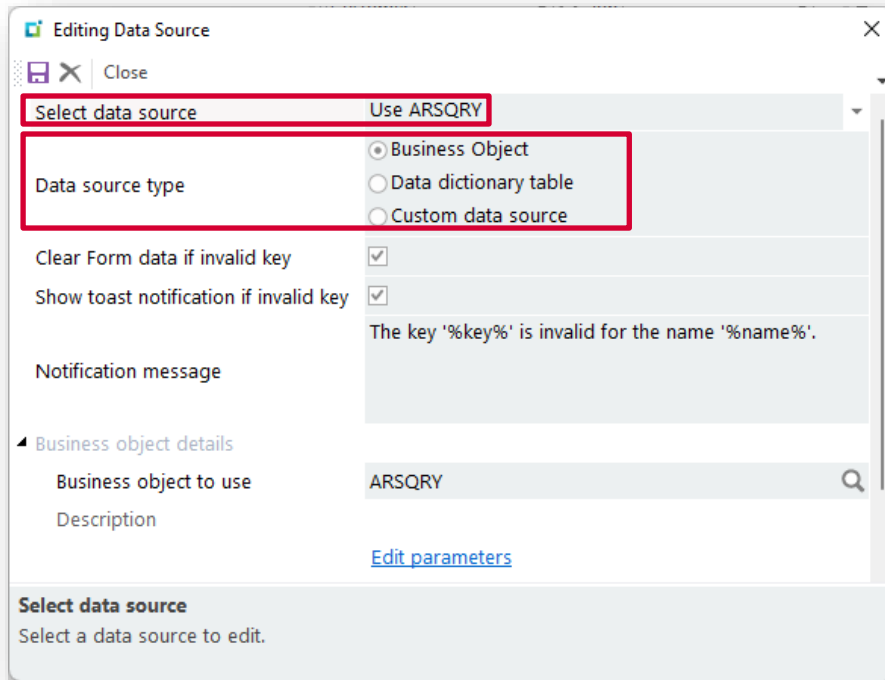 Editing Data Source
Close
Select data source Use ARSQRY
Data source type
Business Object
Data dictionary table
Custom data source
Clear Form data if invalid key
Show toast notification if invalid key
Notification message
The key '%key%' is invalid for the name '%name%'.
Business object details
Business object to use ARSQRY
Description
Edit parameters
Select data source
Select a data source to edit.